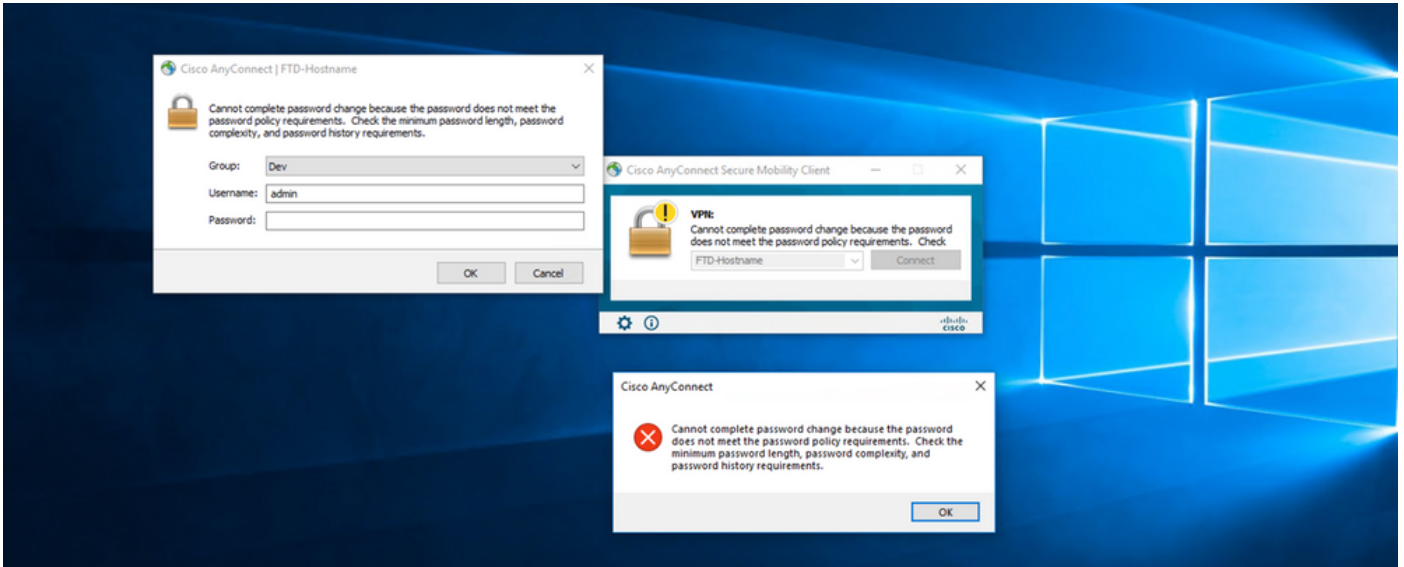 Cisco AnyConnect | FTD-Hostname
Cannot complete password change because the password does not meet the
password policy requirements. Check the minimum password length, password
complexity, and password history requirements.
Group: Dev
Username: admin
Password:
OK Cancel
Cisco AnyConnect Secure Mobility Client
VPN:
Cannot complete password change because the password
does not meet the password policy requirements. Check
FTD-Hostname Connect
cisco
Cisco AnyConnect
Cannot complete password change because the password
does not meet the password policy requirements. Check the
minimum password length, password complexity, and
password history requirements.
OK